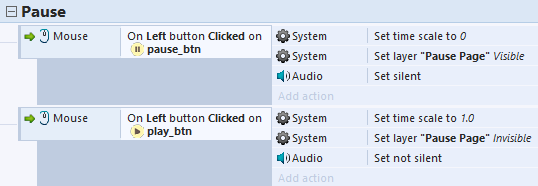 Pause
Mouse On Left button Clicked on System Set time scale to 0
pause_btn System Set layer "Pause Page" Visible
Audio Set silent
Add action
Mouse On Left button Clicked on System Set time scale to 1.0
play_btn System Set layer "Pause Page" Invisible
Audio Set not silent
Add action